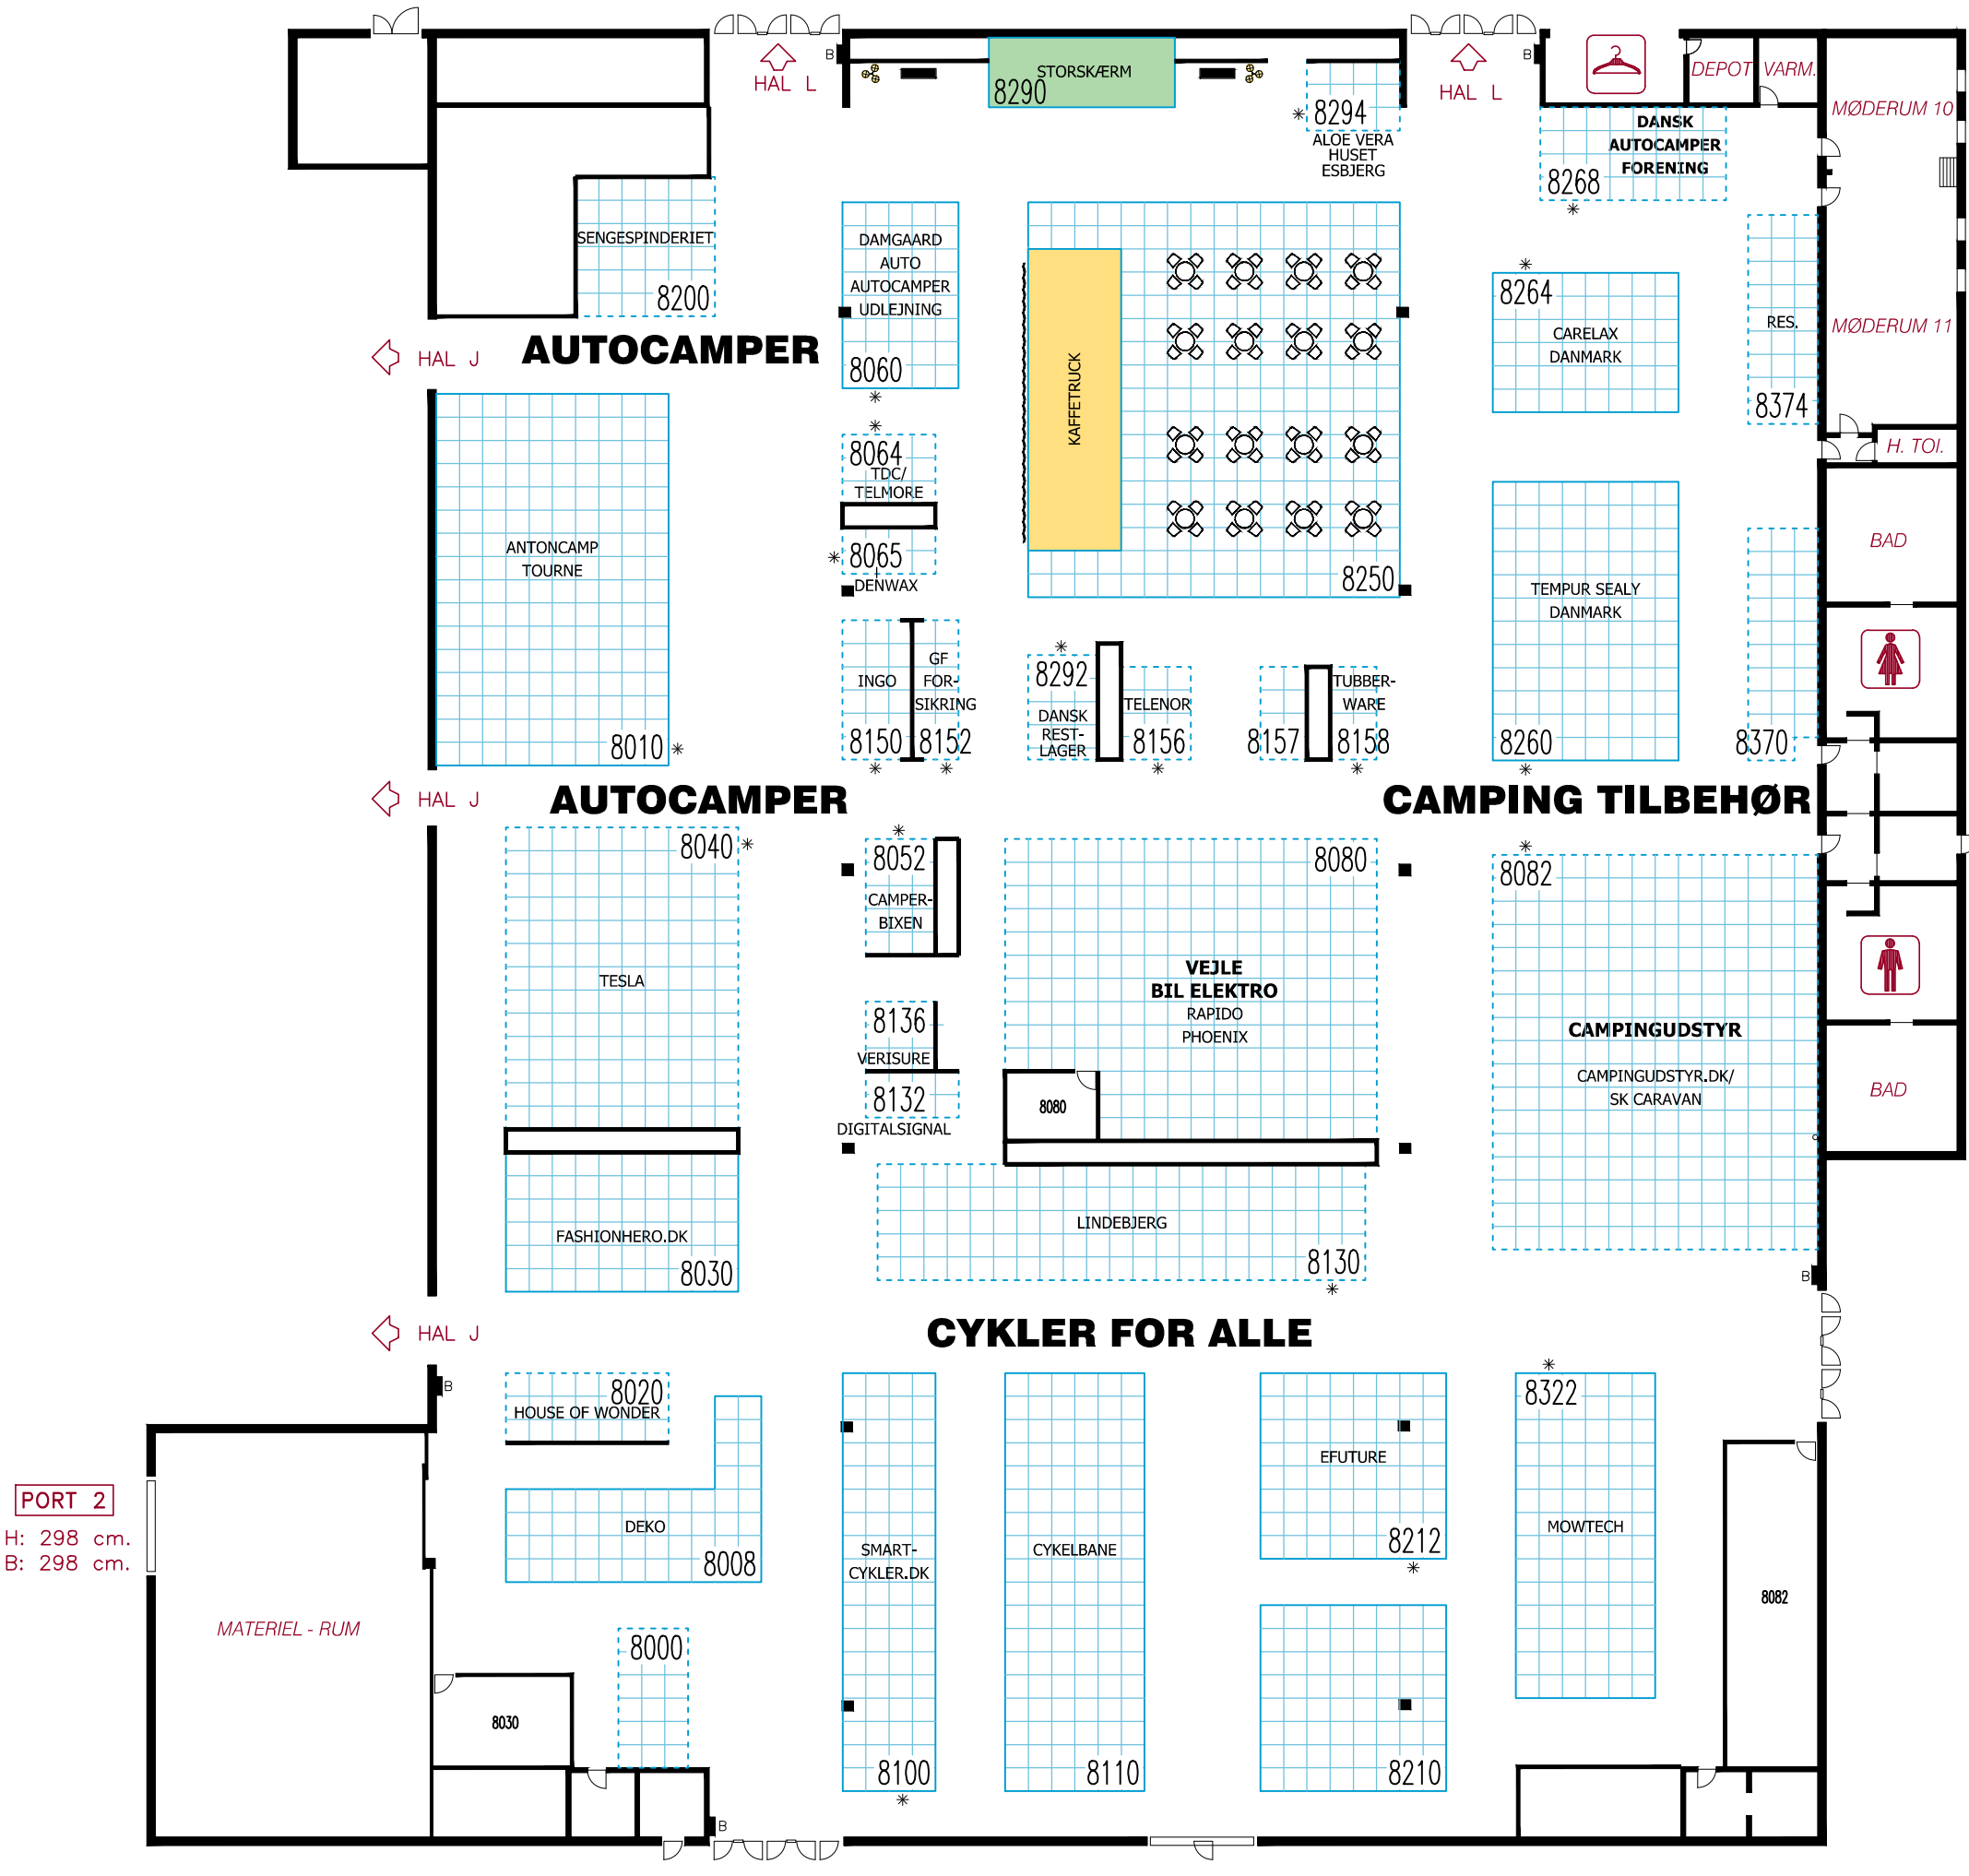 B
HAL L
STORSKÆRM
8290
8294
ALOE VERA
HUSET
ESBJERG
B
HAL L
DEPOT
VARM.
MØDERUM 10
DANSK
AUTOCAMPER
FORENING
8268
SENGESPINDERIET
8200
DAMGAARD
AUTO
AUTOCAMPER
UDLEJNING
8060
KAFFETRUCK
8250
8264
CARELAX
DANMARK
RES.
8374
MØDERUM 11
H. TOI.
HAL J
AUTOCAMPER
ANTONCAMP
TOURNE
8010
8064
TDC/
TELMORE
8065
DENWAX
TEMPUR SEALY
DANMARK
8260
8370
BAD
INGO
8150
GF
FOR-
SIKRING
8152
8292
DANSK
REST-
LAGER
TELENOR
8156
8157
TUBBER-
WARE
8158
HAL J
AUTOCAMPER
CAMPING TILBEHØR
8040
TESLA
8052
CAMPER-
BIXEN
8080
VEJLE
BIL ELEKTRO
RAPIDO
PHOENIX
8080
8082
CAMPINGUDSTYR
CAMPINGUDSTYR.DK/
SK CARAVAN
BAD
8136
VERISURE
8132
DIGITALSIGNAL
FASHIONHERO.DK
8030
LINDEBJERG
8130
B
HAL J
CYKLER FOR ALLE
B
8020
HOUSE OF WONDER
DEKO
8008
SMART-
CYKLER.DK
8100
CYKELBANE
8110
EFUTURE
8212
8210
8322
MOWTECH
8082
PORT 2
H: 298 cm.
B: 298 cm.
MATERIEL - RUM
8000
8030
B